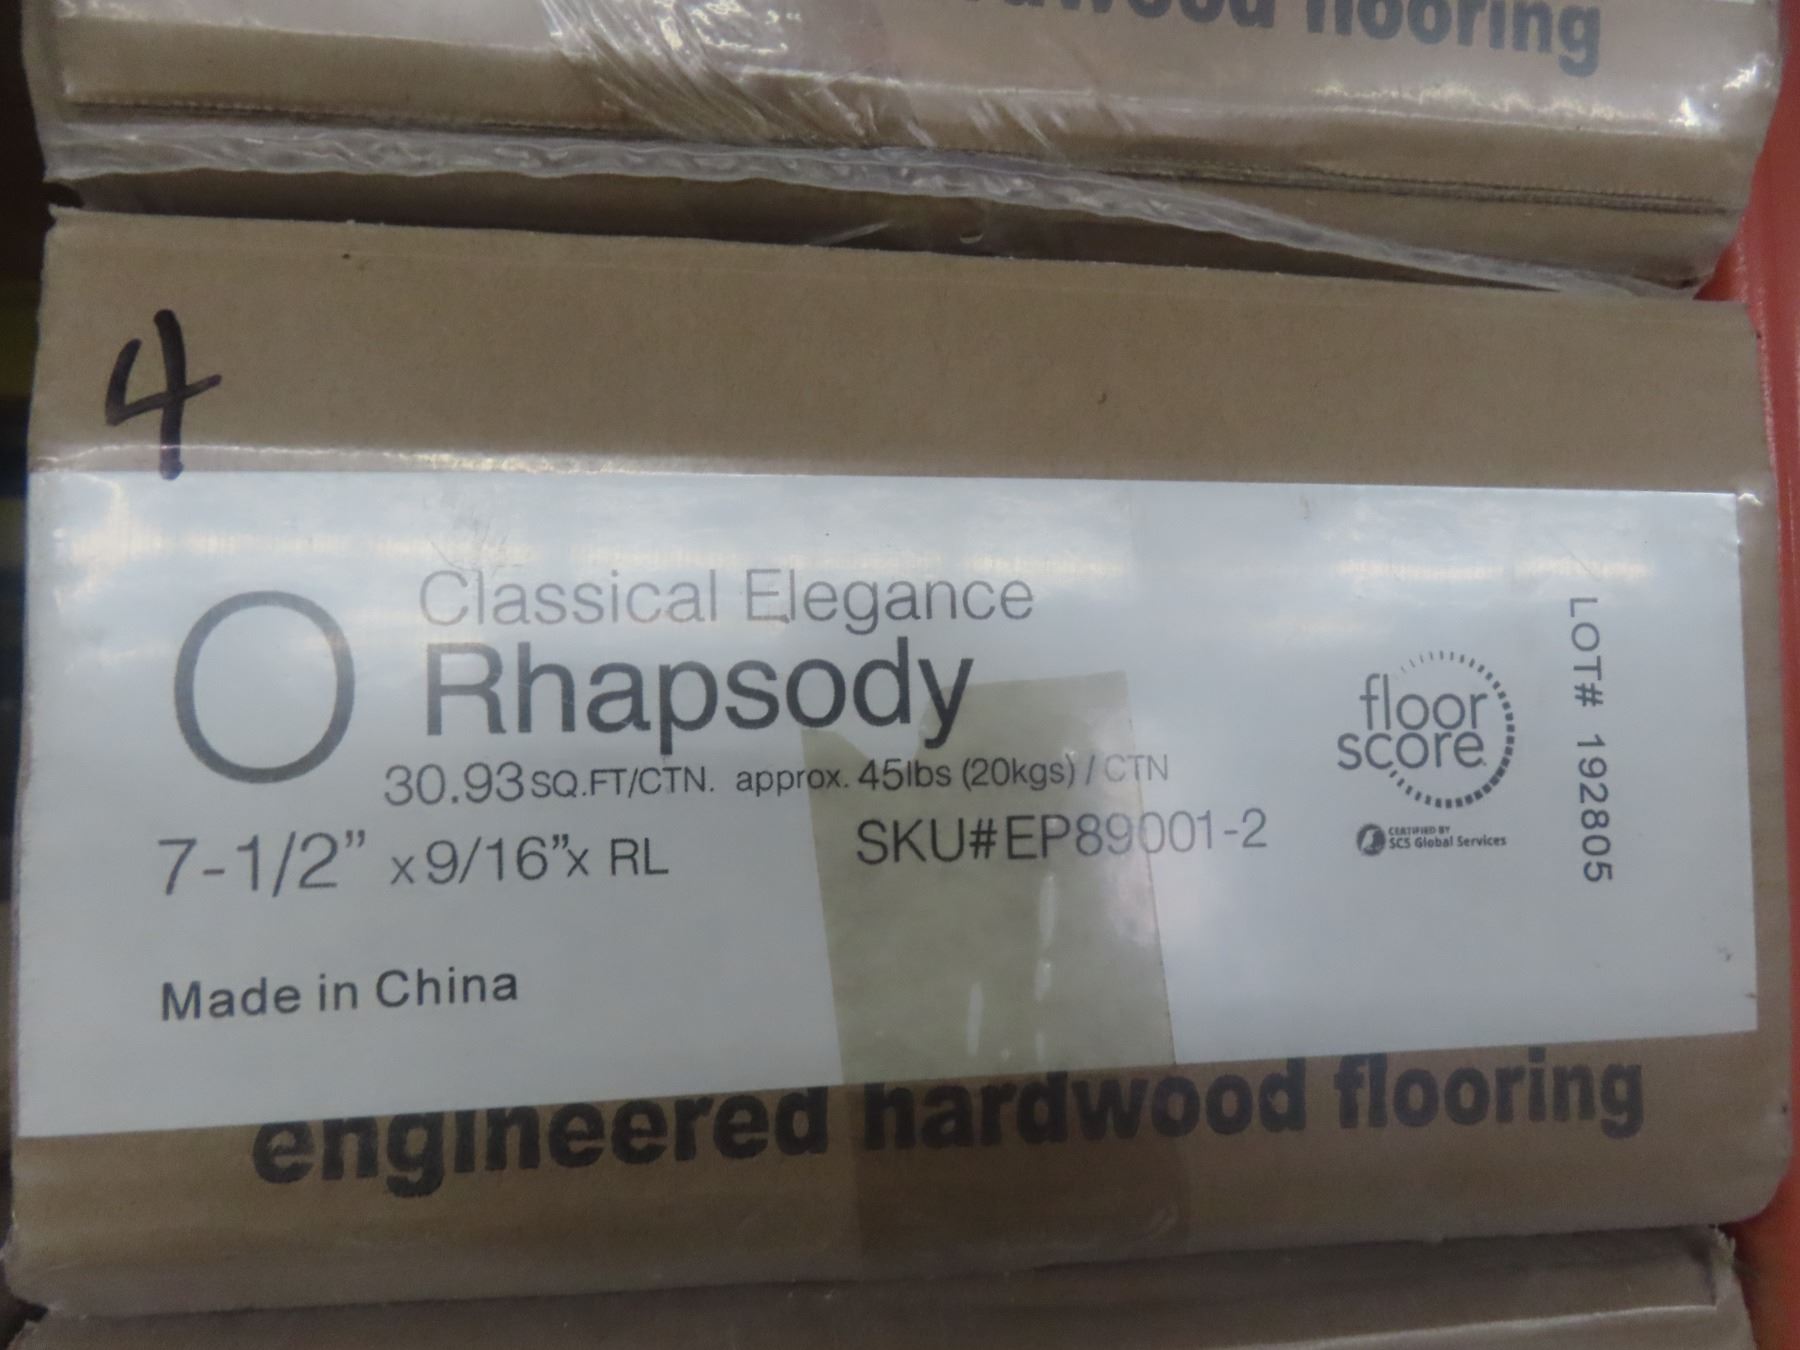 flooring
4
O
Classical Elegance
Rhapsody
30.93 SQ.FT/CTN. approx. 45lbs (20kgs) / CTN
7-1/2” x 9/16”x RL
SKU# EP89001-2
Made in China
floor
score
CERTIFIED BY
SCS Global Services
LOT# 192805
engineered hardwood flooring